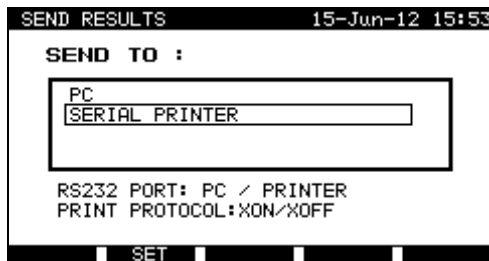 SEND RESULTS 15-Jun-12 15:53
SEND TO :
PC
SERIAL PRINTER
RS232 PORT: PC / PRINTER
PRINT PROTOCOL:XON/XOFF
SET